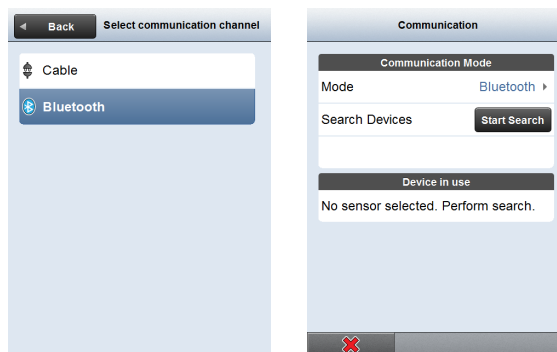 Back
Select communication channel
Cable
Bluetooth
Communication
Communication Mode
Mode
Bluetooth
Search Devices
Start Search
Device in use
No sensor selected. Perform search.